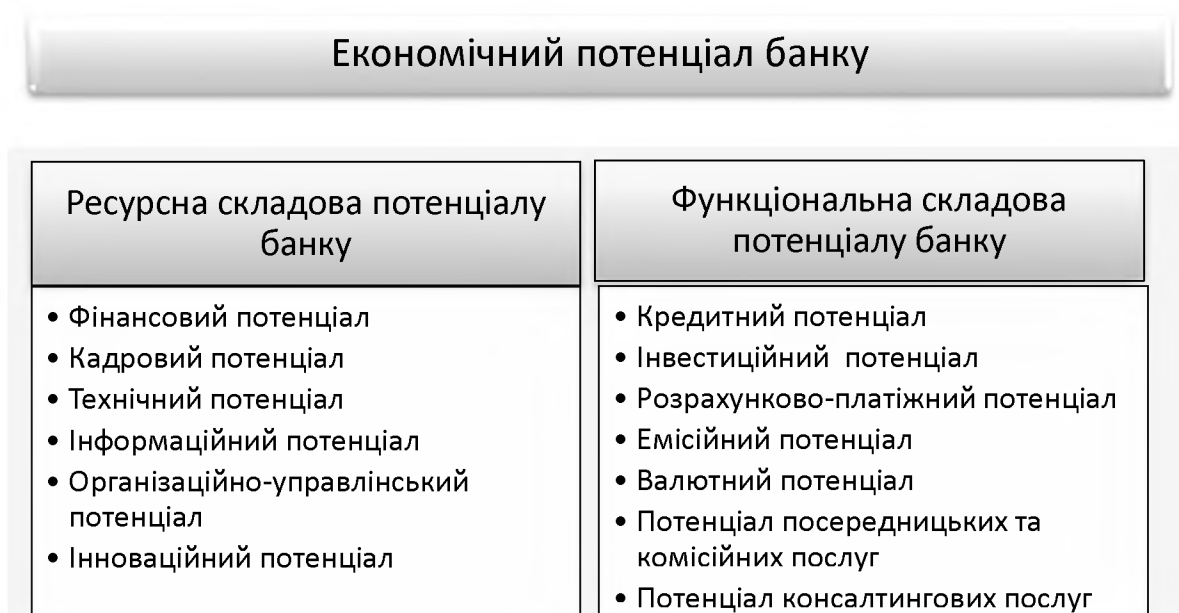 Економічний потенціал банку
Ресурсна складова потенціалу
банку
• Фінансовий потенціал
• Кадровий потенціал
• Технічний потенціал
• Інформаційний потенціал
• Організаційно-управлінський
потенціал
• Інноваційний потенціал
Функціональна складова
потенціалу банку
• Кредитний потенціал
• Інвестиційний потенціал
• Розрахунково-платіжний потенціал
• Емісійний потенціал
• Валютний потенціал
• Потенціал посередницьких та
комісійних послуг
• Потенціал консалтингових послуг